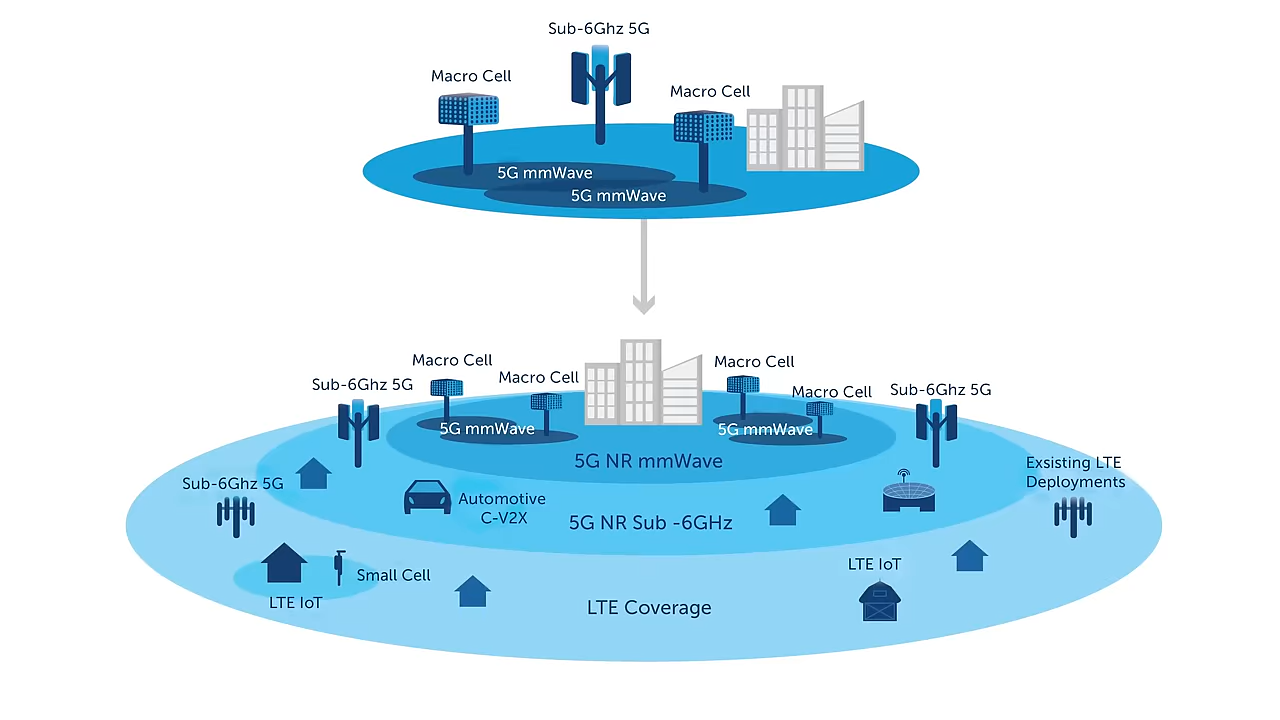 Sub-6Ghz 5G
Macro Cell
Macro Cell
5G mmWave
5G mmWave
Macro Cell
Macro Cell
Macro Cell
Macro Cell
Sub-6Ghz 5G
Sub-6Ghz 5G
5G mmWave
5G mmWave
5G NR mmWave
Sub-6Ghz 5G
Exsisting LTE
Deployments
Automotive
C-V2X
5G NR Sub -6GHz
LTE IoT
Small Cell
LTE IoT
LTE Coverage